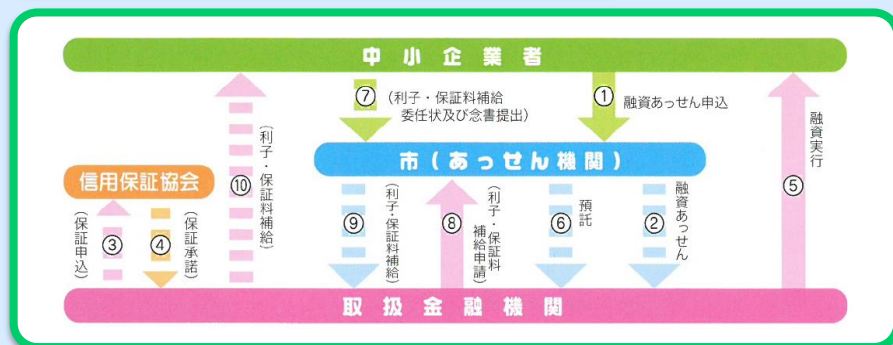 中小企業者
⑦
(利子・保証料補給
委任状及び念書提出)
①
融資あっせん申込
市(あっせん機関)
信用保証協会
⑩
(利子・保証料補給)
③
(保証申込)
④
(保証承諾)
⑨
(利子・保証料補給)
⑧
(利子・保証料
補給申請)
⑥
預託
②
融資あっせん
⑤
融資実行
取扱金融機関